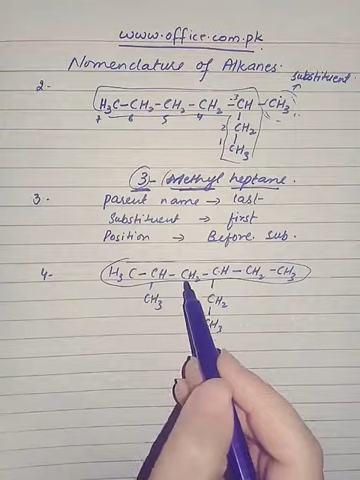 www.office.com.pk
Nomenclature of Alkanes.
substituent
2- H3C-CH2-CH2-CH2-CH-CH3
7 6 5 4 3
2 CH2
1 CH3
3-Methyl heptane.
3- parent name → last
Substituent → first
Position → Before sub.
4- H3C-CH-CH2-CH-CH2-CH3
CH3 CH2
CH3